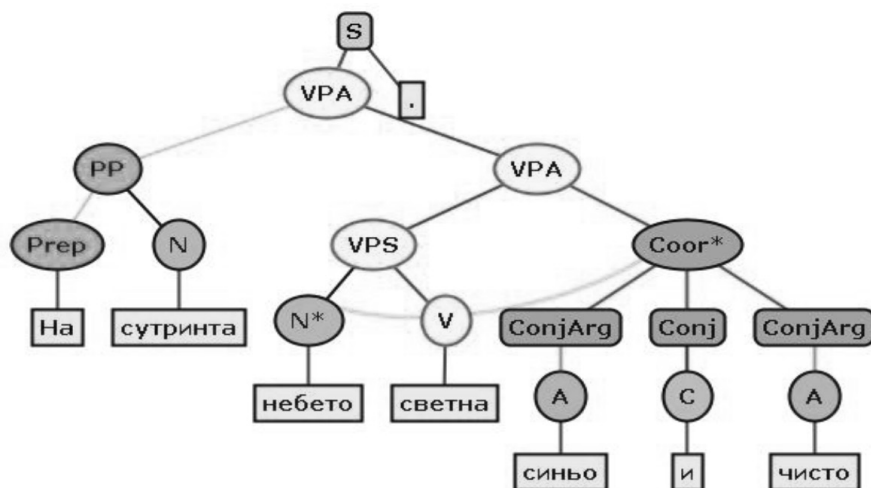 S
VPA .
PP VPA
Prep N VPS Coor*
На сутринта N* V ConjArg Conj ConjArg
небето светна A C A
синьо и чисто